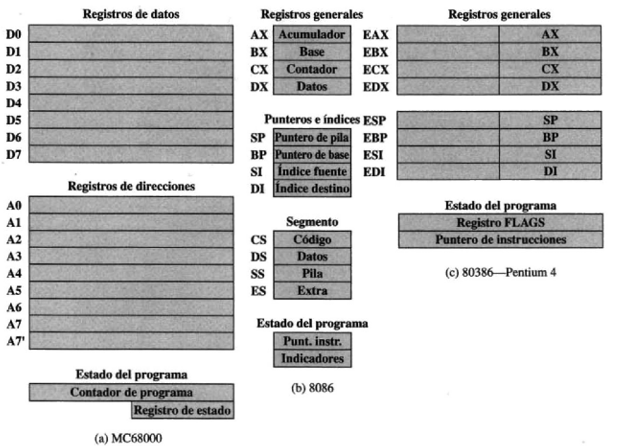 Registros de datos
D0
D1
D2
D3
D4
D5
D6
D7
Registros de direcciones
A0
A1
A2
A3
A4
A5
A6
A7
A7'
Estado del programa
Contador de programa
Registro de estado
(a) MC68000
Registros generales
AX Acumulador
BX Base
CX Contador
DX Datos
Punteros e índices
SP Puntero de pila
BP Puntero de base
SI Índice fuente
DI Índice destino
Segmento
CS Código
DS Datos
SS Pila
ES Extra
Estado del programa
Punt. instr.
Indicadores
(b) 8086
Registros generales
EAX AX
EBX BX
ECX CX
EDX DX
ESP SP
EBP BP
ESI SI
EDI DI
Estado del programa
Registro FLAGS
Puntero de instrucciones
(c) 80386—Pentium 4